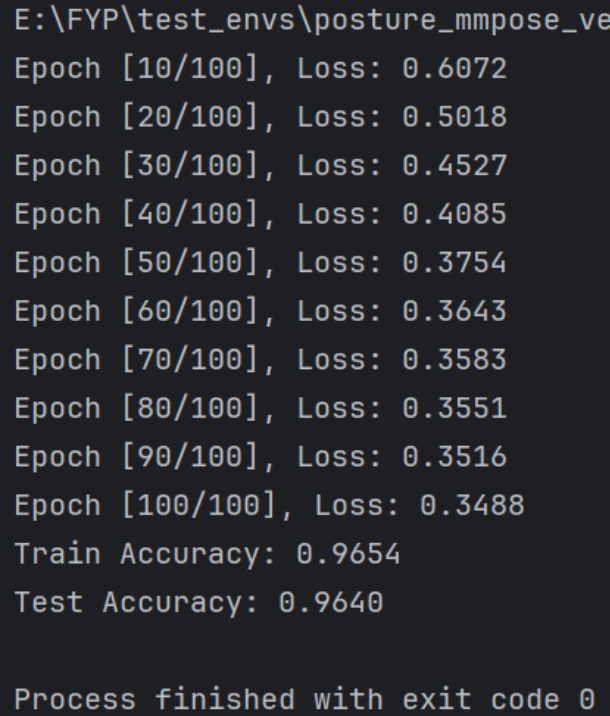 E:\FYP\test_envs\posture_mmpose_ve
Epoch [10/100], Loss: 0.6072
Epoch [20/100], Loss: 0.5018
Epoch [30/100], Loss: 0.4527
Epoch [40/100], Loss: 0.4085
Epoch [50/100], Loss: 0.3754
Epoch [60/100], Loss: 0.3643
Epoch [70/100], Loss: 0.3583
Epoch [80/100], Loss: 0.3551
Epoch [90/100], Loss: 0.3516
Epoch [100/100], Loss: 0.3488
Train Accuracy: 0.9654
Test Accuracy: 0.9640
Process finished with exit code 0